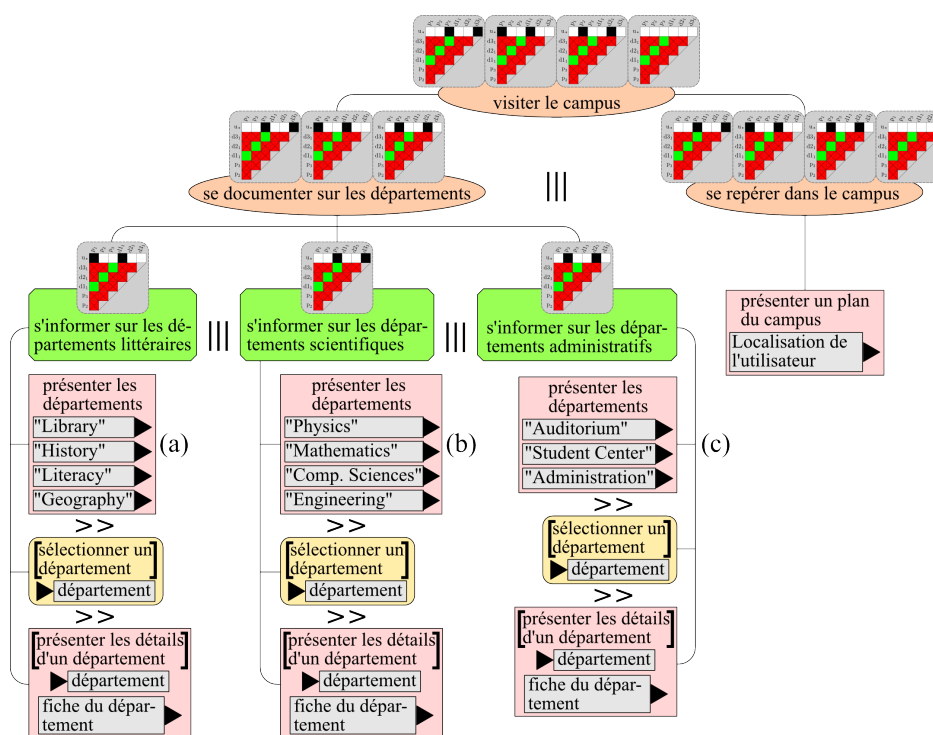 visiter le campus
se documenter sur les départements
|||
se repérer dans le campus
s'informer sur les dé-
partements littéraires
|||
s'informer sur les dépar-
tements scientifiques
|||
s'informer sur les dépar-
tements administratifs
présenter un plan
du campus
Localisation de
l'utilisateur
présenter les
départements
"Library"
"History"
"Literacy"
"Geography"
(a)
>>
[sélectionner un
département]
département
>>
[présenter les détails
d'un département]
département
fiche du dépar-
tement
présenter les
départements
"Physics"
"Mathematics"
"Comp. Sciences"
"Engineering"
(b)
>>
[sélectionner un
département]
département
>>
[présenter les détails
d'un département]
département
fiche du dépar-
tement
présenter les
départements
"Auditorium"
"Student Center"
"Administration"
(c)
>>
[sélectionner un
département]
département
>>
[présenter les détails
d'un département]
département
fiche du dépar-
tement